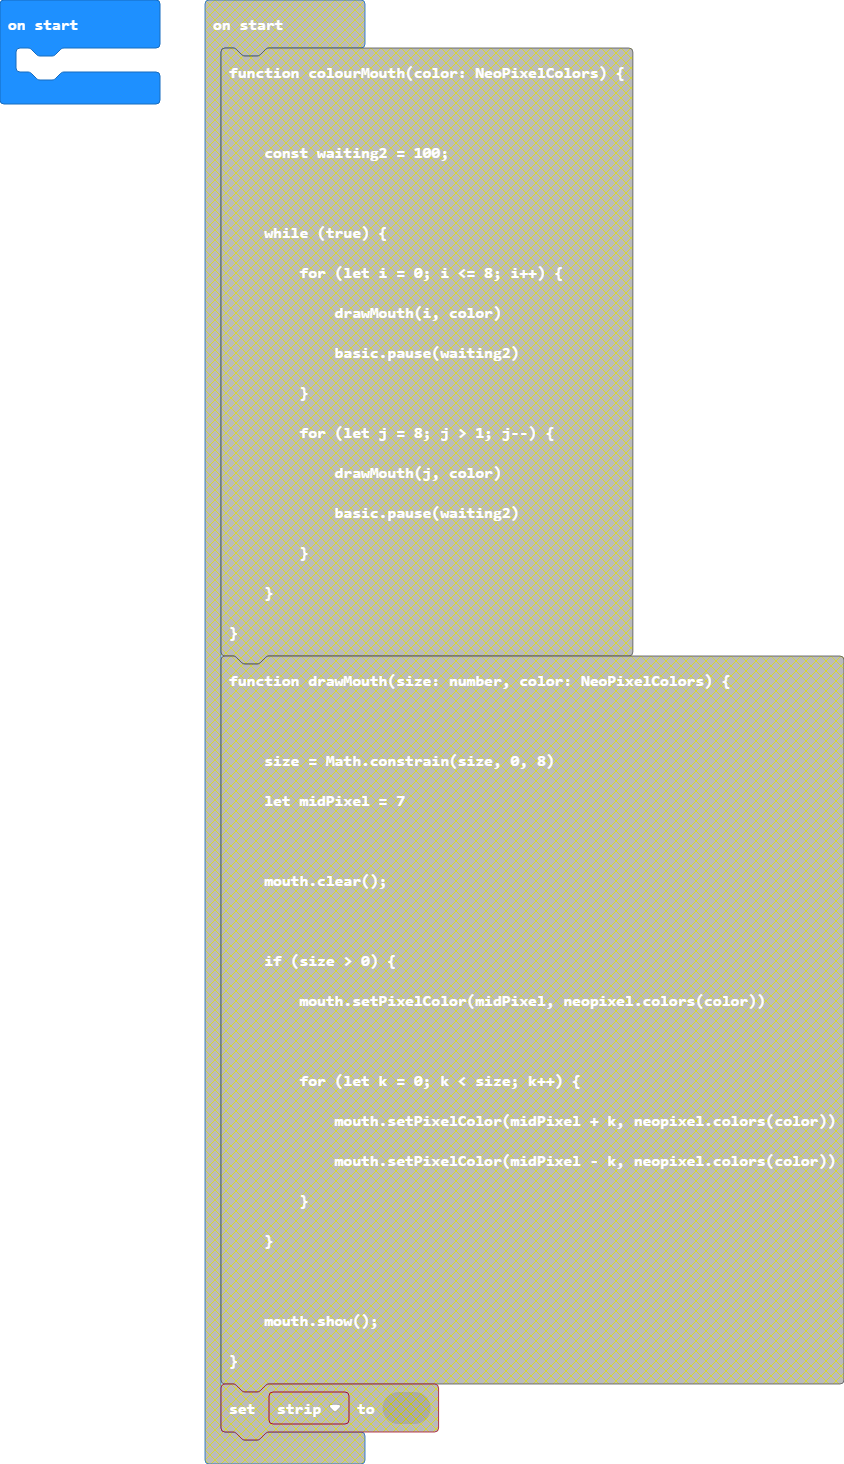 on start
on start
function colourMouth(color: NeoPixelColors) {
const waiting2 = 100;
while (true) {
for (let i = 0; i <= 8; i++) {
drawMouth(i, color)
basic.pause(waiting2)
}
for (let j = 8; j > 1; j--) {
drawMouth(j, color)
basic.pause(waiting2)
}
}
}
function drawMouth(size: number, color: NeoPixelColors) {
size = Math.constrain(size, 0, 8)
let midPixel = 7
mouth.clear();
if (size > 0) {
mouth.setPixelColor(midPixel, neopixel.colors(color))
for (let k = 0; k < size; k++) {
mouth.setPixelColor(midPixel + k, neopixel.colors(color))
mouth.setPixelColor(midPixel - k, neopixel.colors(color))
}
}
mouth.show();
}
set strip to